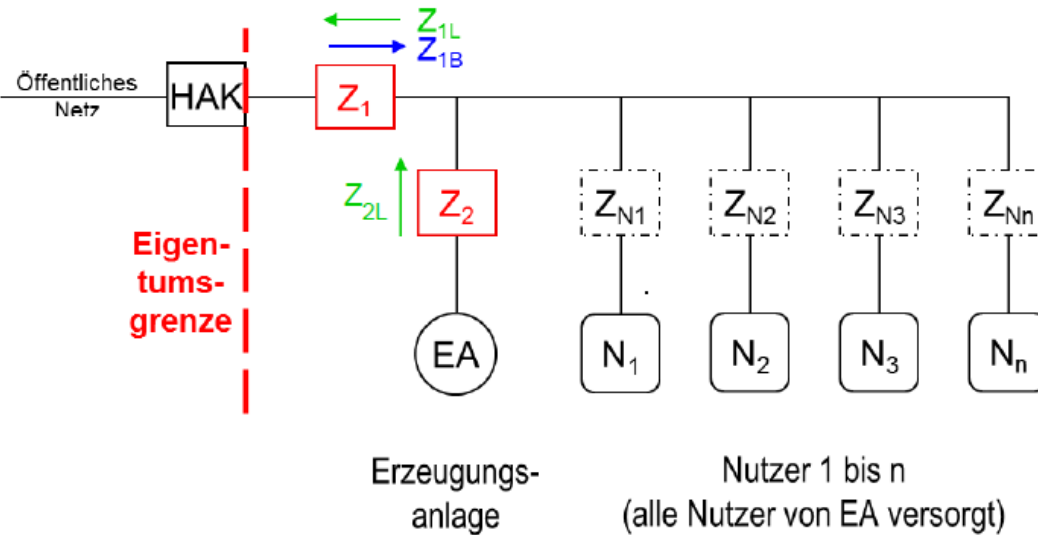 Z1L
Z1B
Öffentliches
Netz
HAK
Z1
Z2L
Z2
ZN1
ZN2
ZN3
ZNn
Eigen-
tums-
grenze
EA
N1
N2
N3
Nn
Erzeugungs-
anlage
Nutzer 1 bis n
(alle Nutzer von EA versorgt)